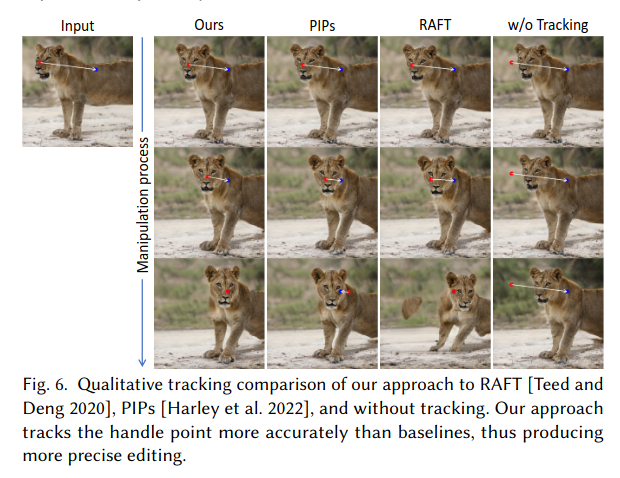 Input
Ours
PIPs
RAFT
w/o Tracking
Manipulation process
Fig. 6. Qualitative tracking comparison of our approach to RAFT [Teed and
Deng 2020], PIPs [Harley et al. 2022], and without tracking. Our approach
tracks the handle point more accurately than baselines, thus producing
more precise editing.